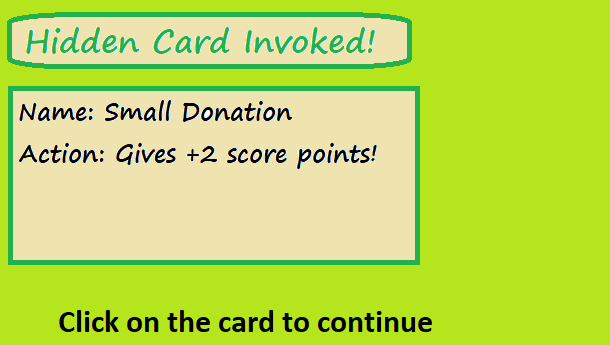 Hidden Card Invoked!
Name: Small Donation
Action: Gives +2 score points!
Click on the card to continue